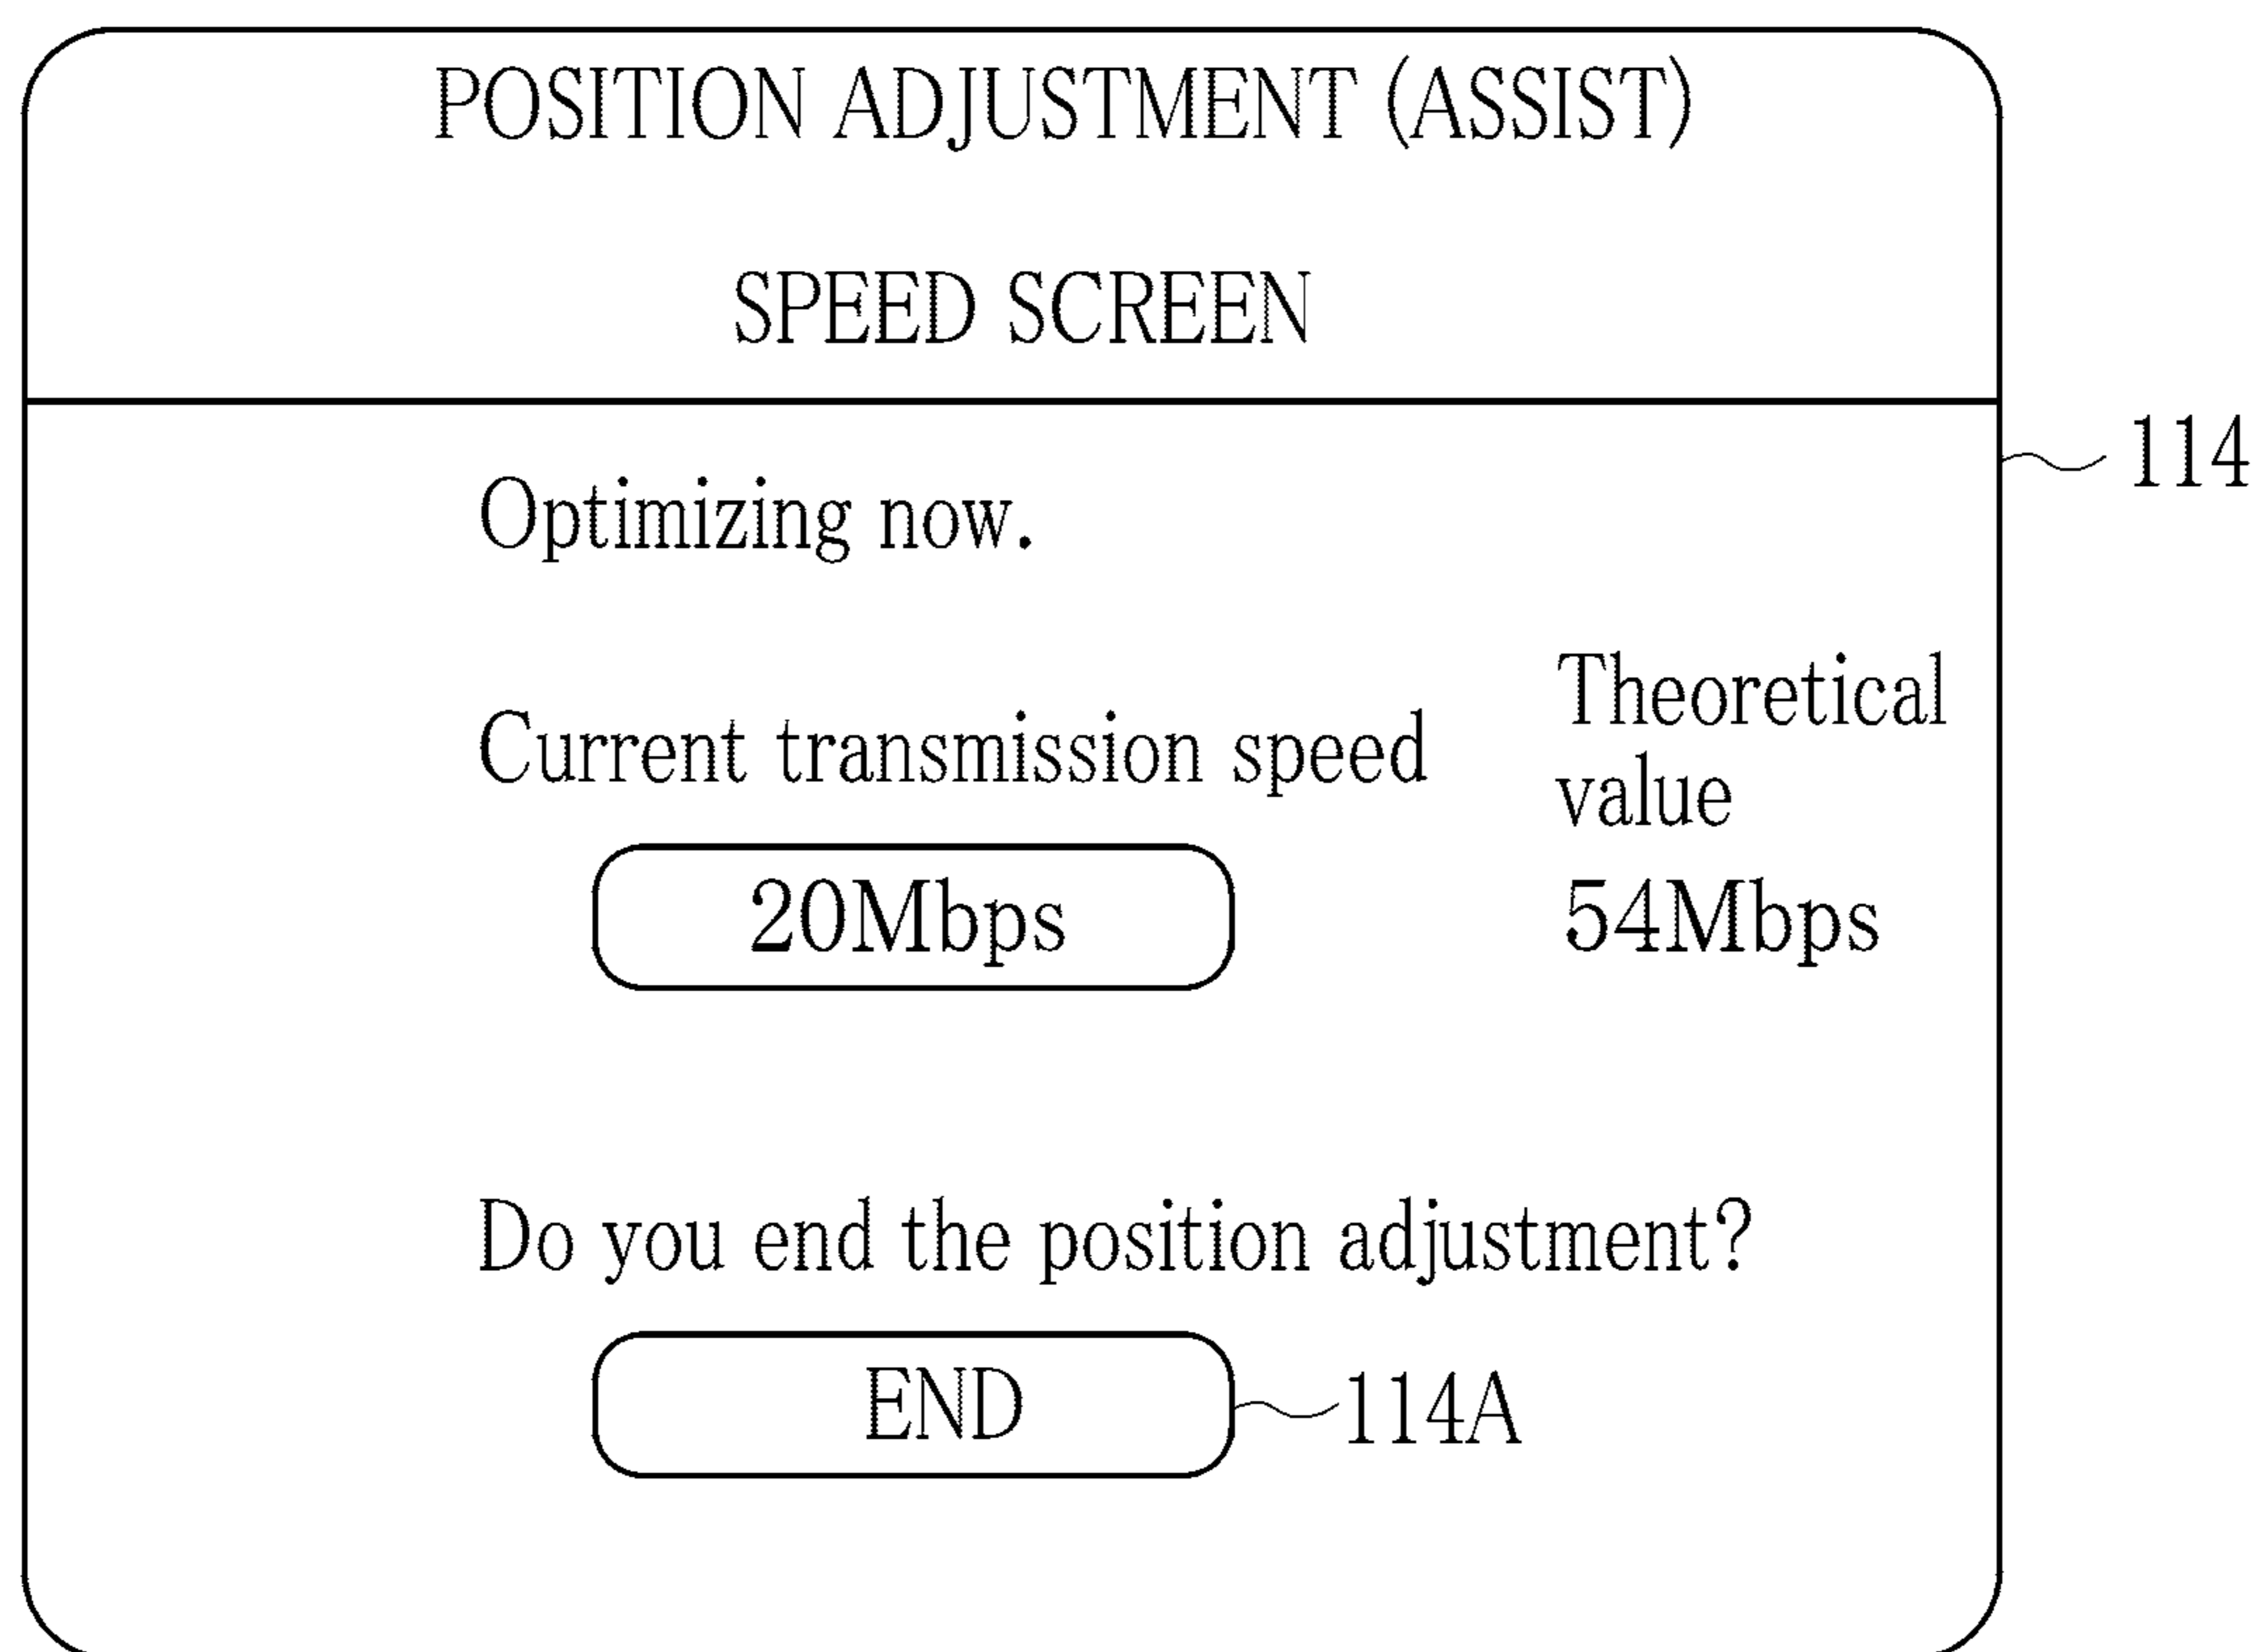 POSITION ADJUSTMENT (ASSIST)
SPEED SCREEN
114
Optimizing now.
Current transmission speed
Theoretical
value
20Mbps
54Mbps
Do you end the position adjustment?
END
114A